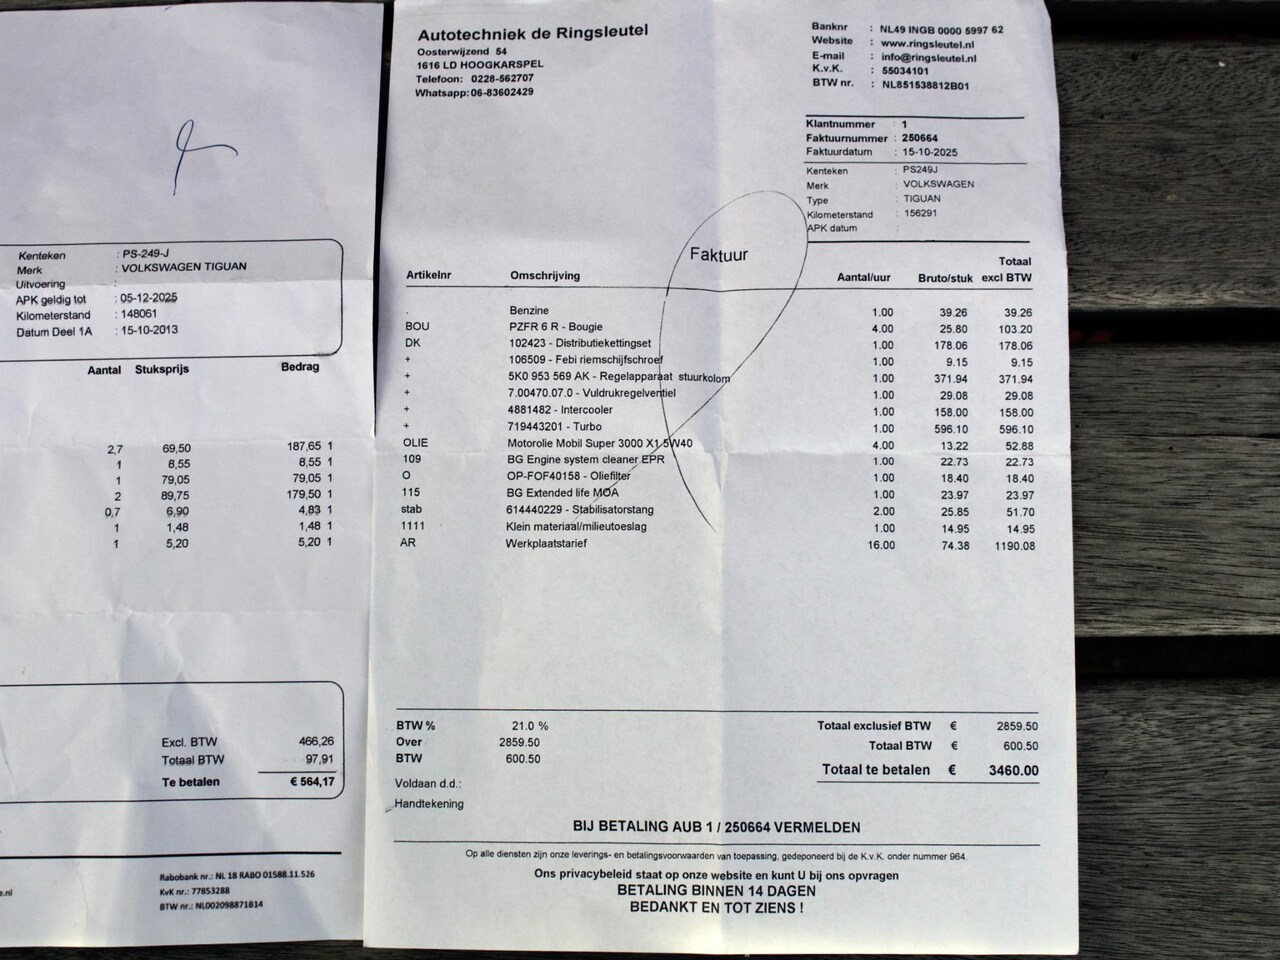 Kenteken : PS-249-J
Merk : VOLKSWAGEN TIGUAN
Uitvoering :
APK geldig tot : 05-12-2025
Kilometerstand : 148061
Datum Deel 1A : 15-10-2013
Aantal Stuksprijs Bedrag
2,7 69,50 187,65 1
1 8,55 8,55 1
1 79,05 79,05 1
2 89,75 179,50 1
0,7 6,90 4,83 1
1 1,48 1,48 1
1 5,20 5,20 1
Excl. BTW 466,26
Totaal BTW 97,91
Te betalen € 564,17
Rabobank nr.: NL 18 RABO 01588.11.526
KvK nr.: 77853288
BTW nr.: NL002098871B14
e.nl
Autotechniek de Ringsleutel
Oosterwijzend 54
1616 LD HOOGKARSPEL
Telefoon: 0228-562707
Whatsapp: 06-83602429
Banknr : NL49 INGB 0000 5997 62
Website : www.ringsleutel.nl
E-mail : info@ringsleutel.nl
K.v.K. : 55034101
BTW nr. : NL851538812B01
Klantnummer : 1
Faktuurnummer : 250664
Faktuurdatum : 15-10-2025
Kenteken : PS249J
Merk : VOLKSWAGEN
Type : TIGUAN
Kilometerstand : 156291
APK datum :
Faktuur
Artikelnr Omschrijving Aantal/uur Bruto/stuk Totaal excl BTW
. Benzine 1.00 39.26 39.26
BOU PZFR 6 R - Bougie 4.00 25.80 103.20
DK 102423 - Distributiekettingset 1.00 178.06 178.06
+ 106509 - Febi riemschijfschroef 1.00 9.15 9.15
+ 5K0 953 569 AK - Regelapparaat stuurkolom 1.00 371.94 371.94
+ 7.00470.07.0 - Vuldrukregelventiel 1.00 29.08 29.08
+ 4881482 - Intercooler 1.00 158.00 158.00
+ 719443201 - Turbo 1.00 596.10 596.10
OLIE Motorolie Mobil Super 3000 X1 5W40 4.00 13.22 52.88
109 BG Engine system cleaner EPR 1.00 22.73 22.73
O OP-FOF40158 - Oliefilter 1.00 18.40 18.40
115 BG Extended life MOA 1.00 23.97 23.97
stab 614440229 - Stabilisatorstang 2.00 25.85 51.70
1111 Klein materiaal/milieutoeslag 1.00 14.95 14.95
AR Werkplaatstarief 16.00 74.38 1190.08
BTW % 21.0 %
Over 2859.50
BTW 600.50
Totaal exclusief BTW € 2859.50
Totaal BTW € 600.50
Totaal te betalen € 3460.00
Voldaan d.d.:
Handtekening
BIJ BETALING AUB 1 / 250664 VERMELDEN
Op alle diensten zijn onze leverings- en betalingsvoorwaarden van toepassing, gedeponeerd bij de K.v.K. onder nummer 964.
Ons privacybeleid staat op onze website en kunt U bij ons opvragen
BETALING BINNEN 14 DAGEN
BEDANKT EN TOT ZIENS !